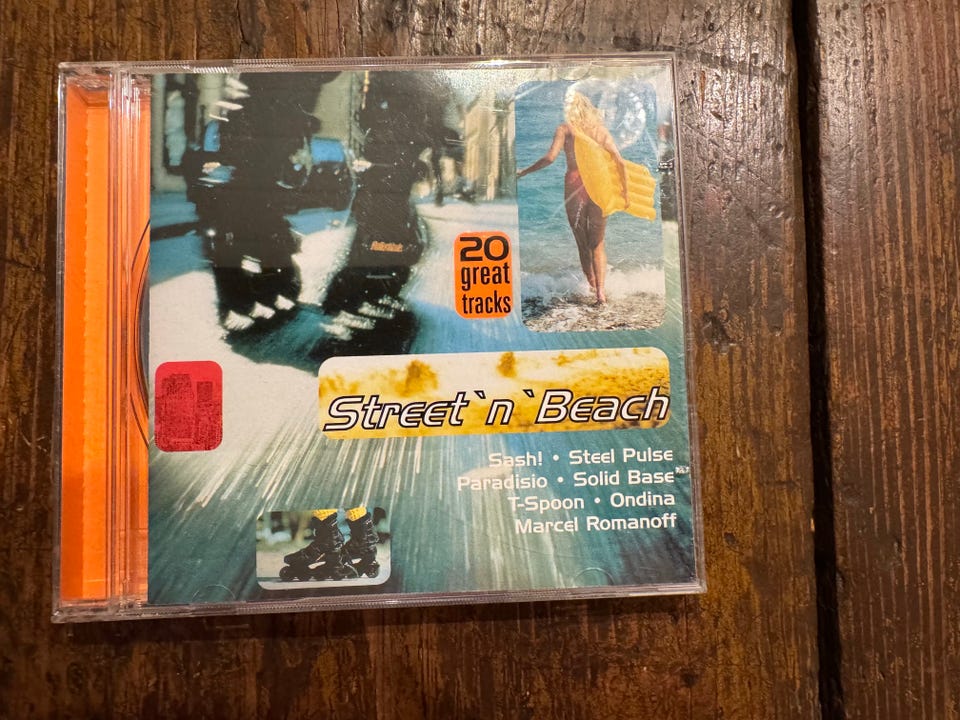 20
great
tracks
Street`n`Beach
Sash! • Steel Pulse
Paradisio • Solid Base
T-Spoon • Ondina
Marcel Romanoff